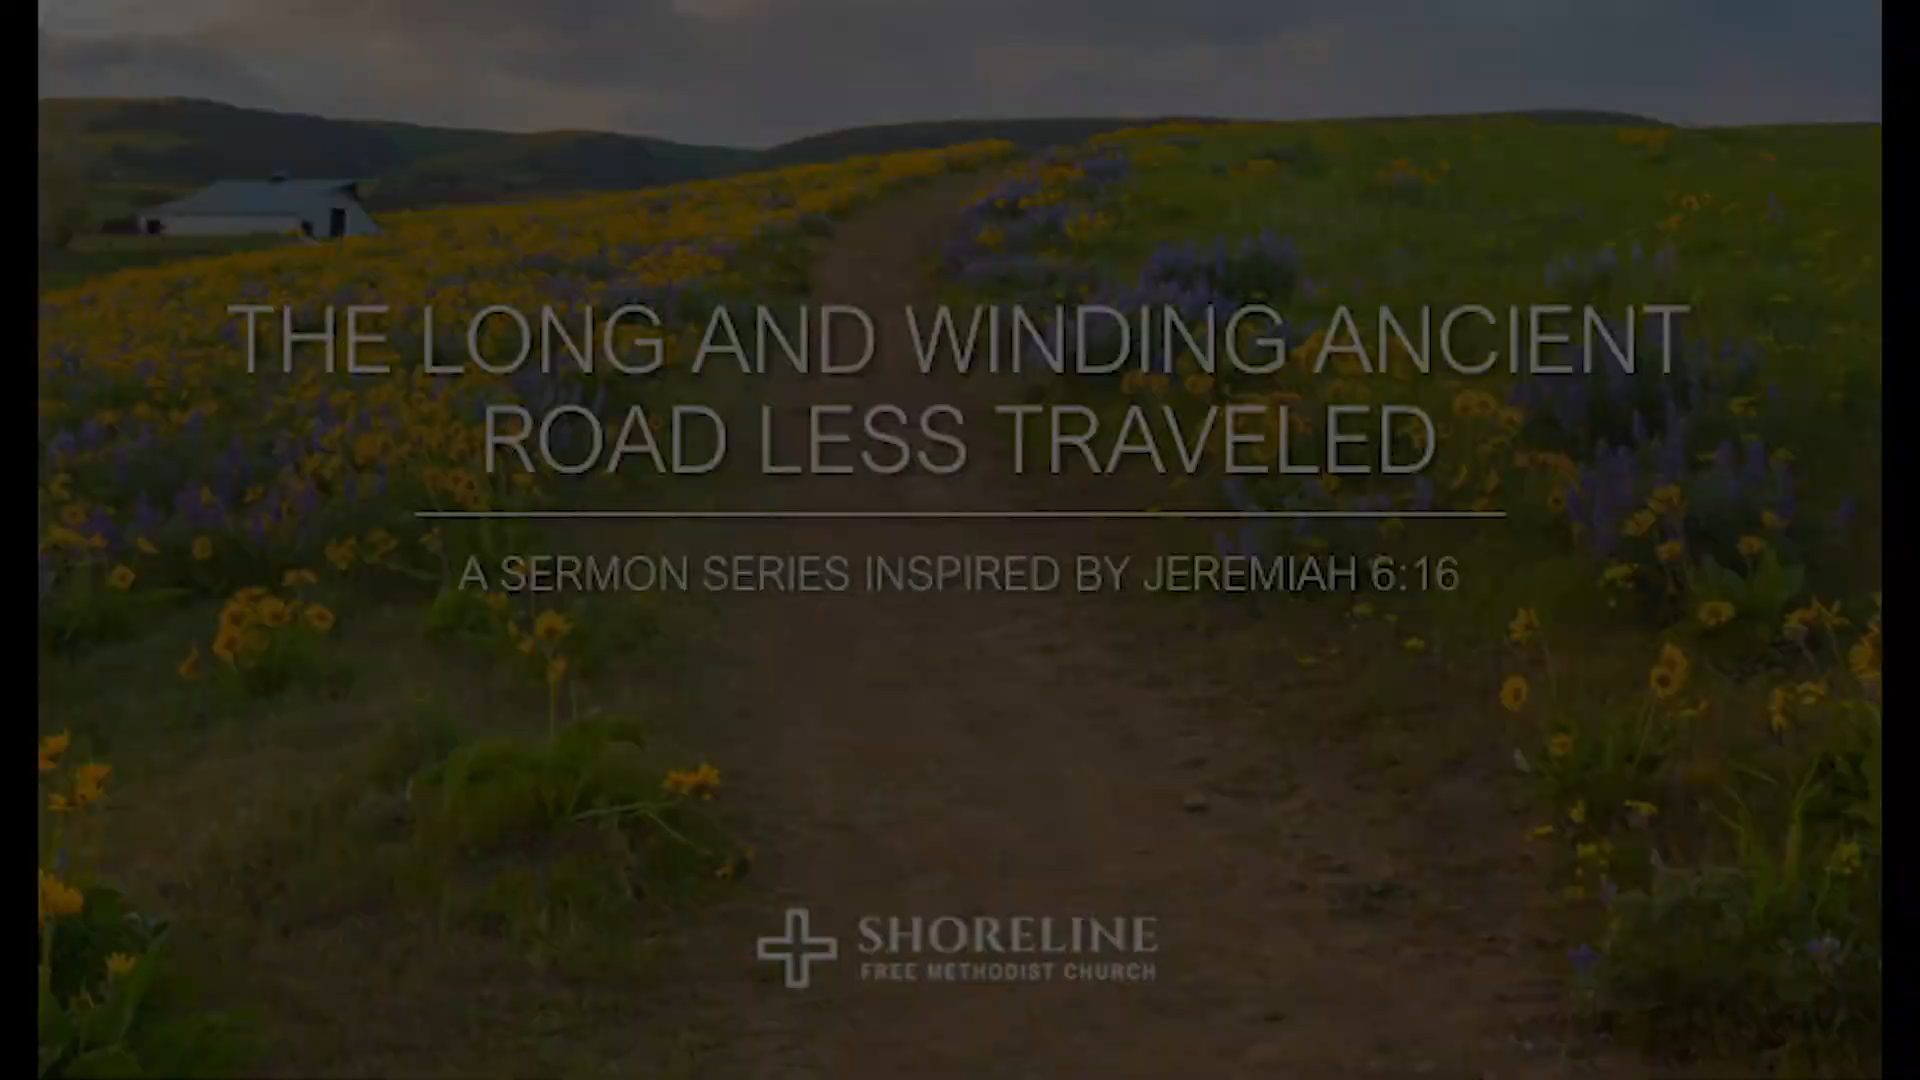 THE LONG AND WINDING ANCIENT
ROAD LESS TRAVELED
A SERMON SERIES INSPIRED BY JEREMIAH 6:16
SHORELINE
FREE METHODIST CHURCH